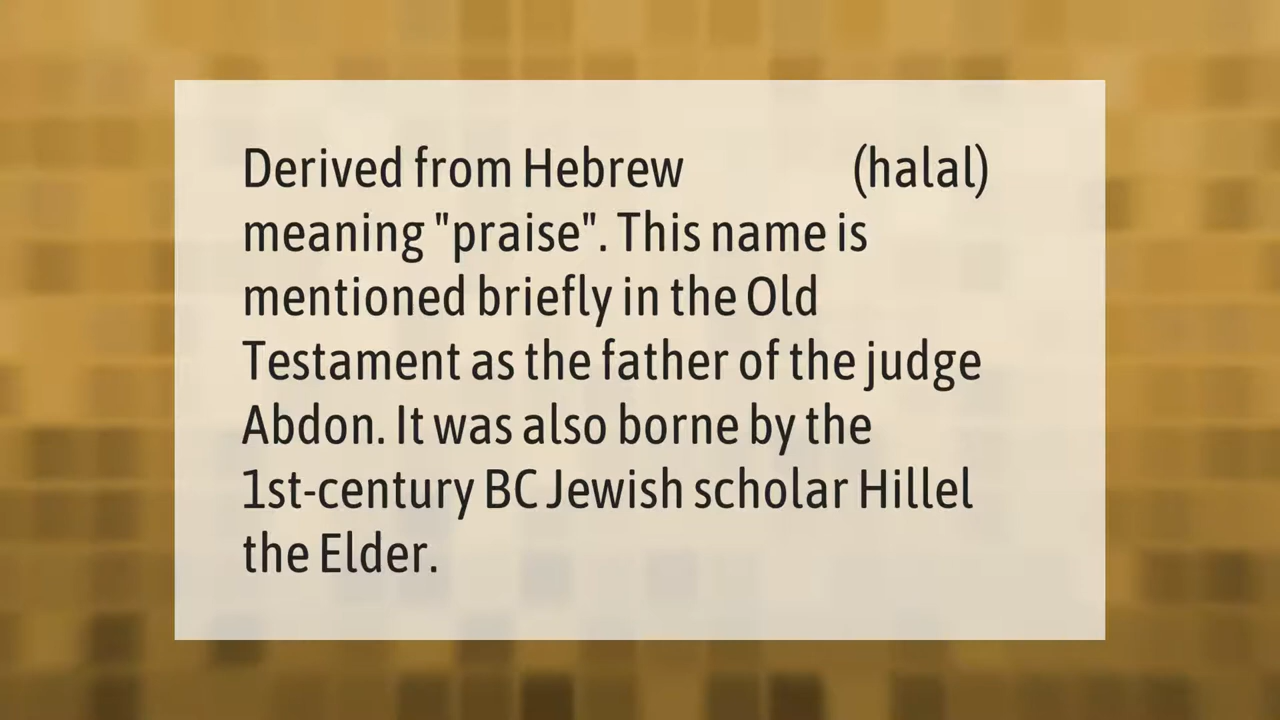 Derived from Hebrew (halal)
meaning "praise". This name is
mentioned briefly in the Old
Testament as the father of the judge
Abdon. It was also borne by the
1st-century BC Jewish scholar Hillel
the Elder.